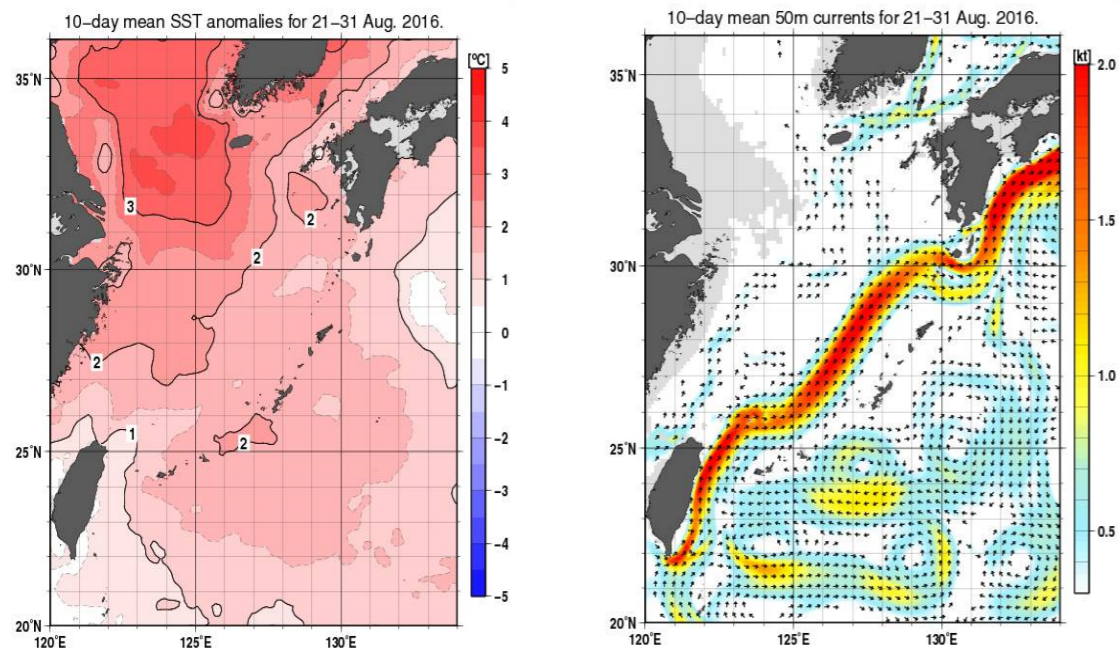 10-day mean SST anomalies for 21-31 Aug. 2016.
[°C]
5
4
3
2
1
0
-1
-2
-3
-4
-5
35°N
30°N
25°N
20°N
120°E
125°E
130°E
3
2
2
2
2
1
10-day mean 50m currents for 21-31 Aug. 2016.
[kt]
2.0
1.0
0.5
35°N
30°N
25°N
20°N
120°E
125°E
130°E